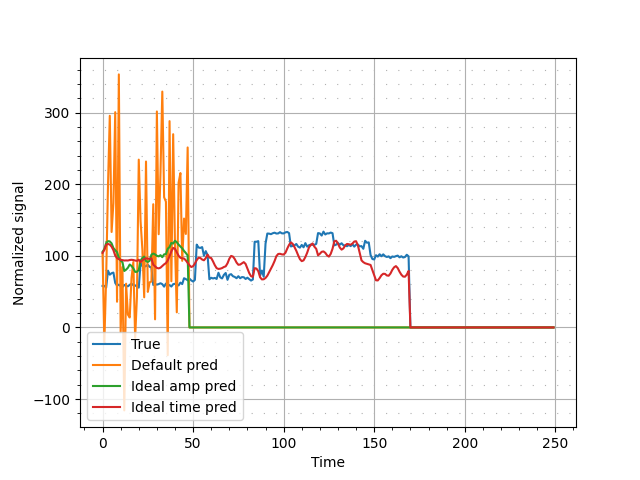 300
200
100
0
−100
Normalized signal
True
Default pred
Ideal amp pred
Ideal time pred
0
50
100
150
200
250
Time